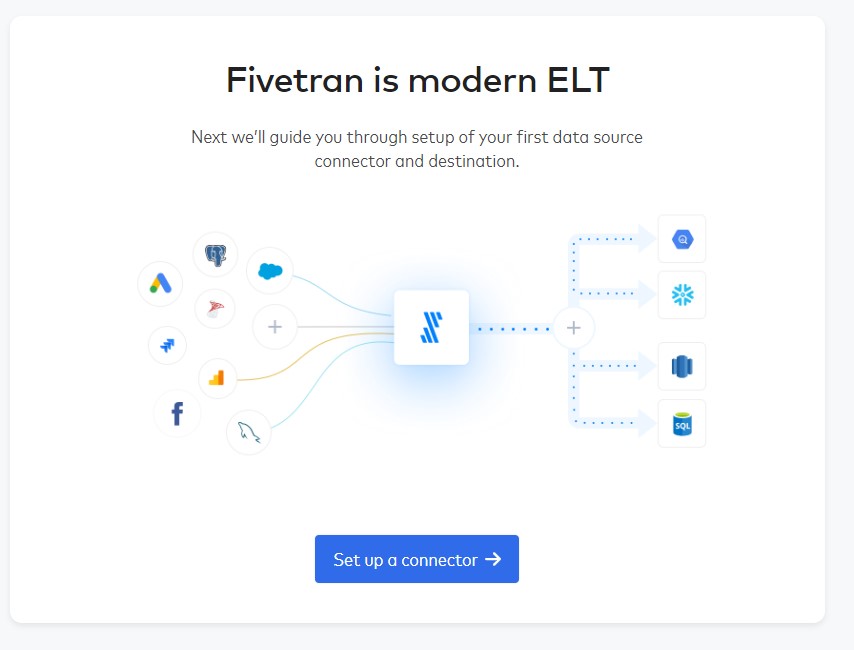 Fivetran is modern ELT
Next we'll guide you through setup of your first data source
connector and destination.
SQL
Set up a connector →